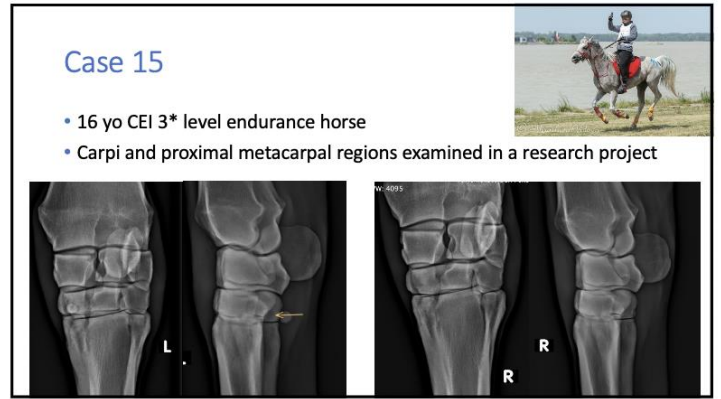 Case 15
• 16 yo CEI 3* level endurance horse
• Carpi and proximal metacarpal regions examined in a research project
W: 4095
L
R
R